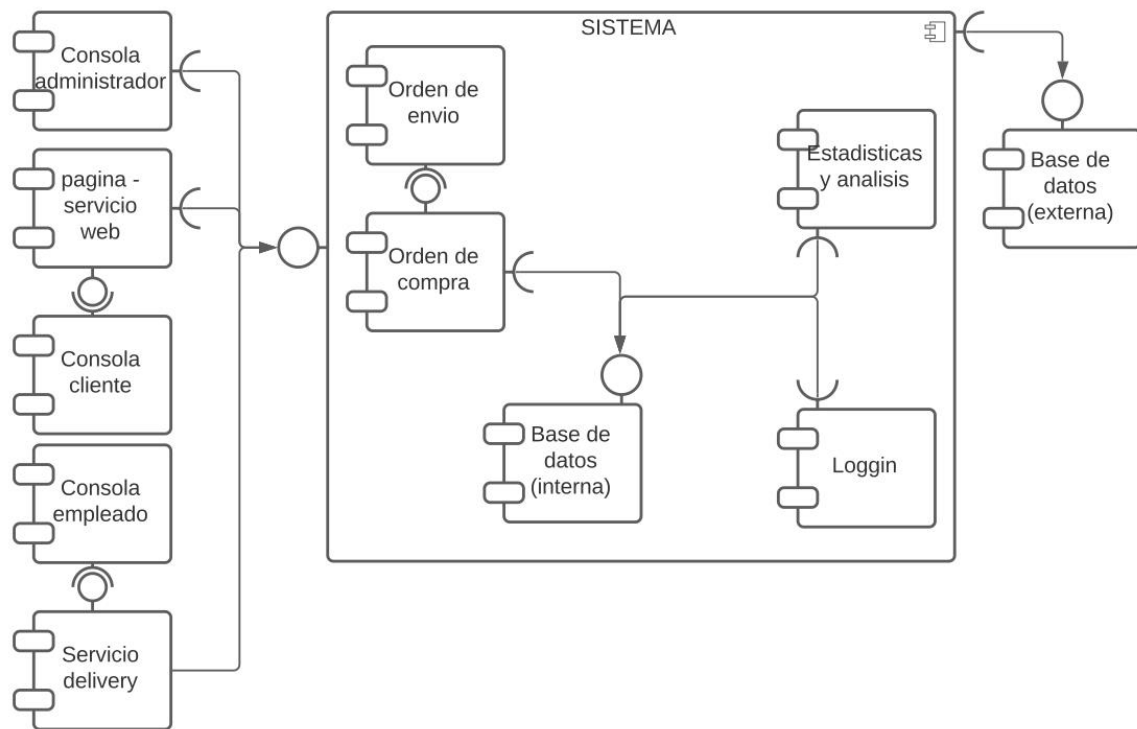 SISTEMA
Consola
administrador
pagina -
servicio
web
Consola
cliente
Consola
empleado
Servicio
delivery
Orden de
envio
Orden de
compra
Estadisticas
y analisis
Base de
datos
(interna)
Loggin
Base de
datos
(externa)